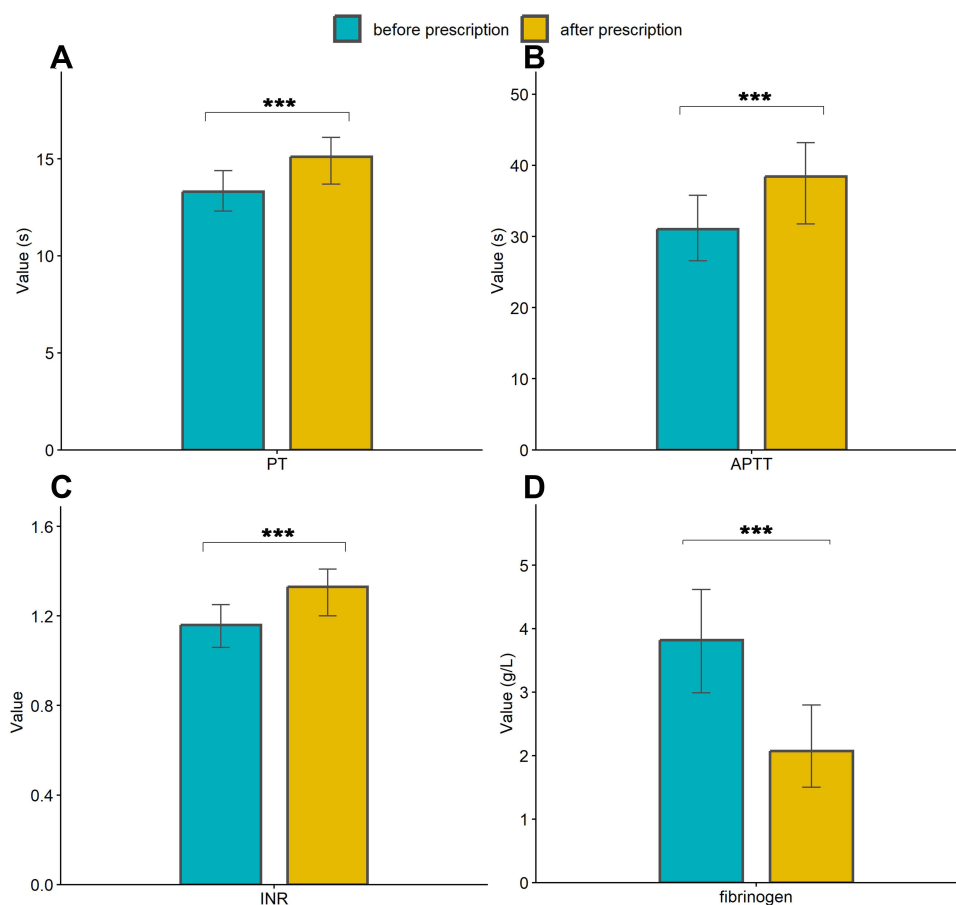 before prescription after prescription
A
***
Value (s)
15
10
5
0
PT
B
***
Value (s)
50
40
30
20
10
0
APTT
C
***
Value
1.6
1.2
0.8
0.4
0.0
INR
D
***
Value (g/L)
5
4
3
2
1
0
fibrinogen